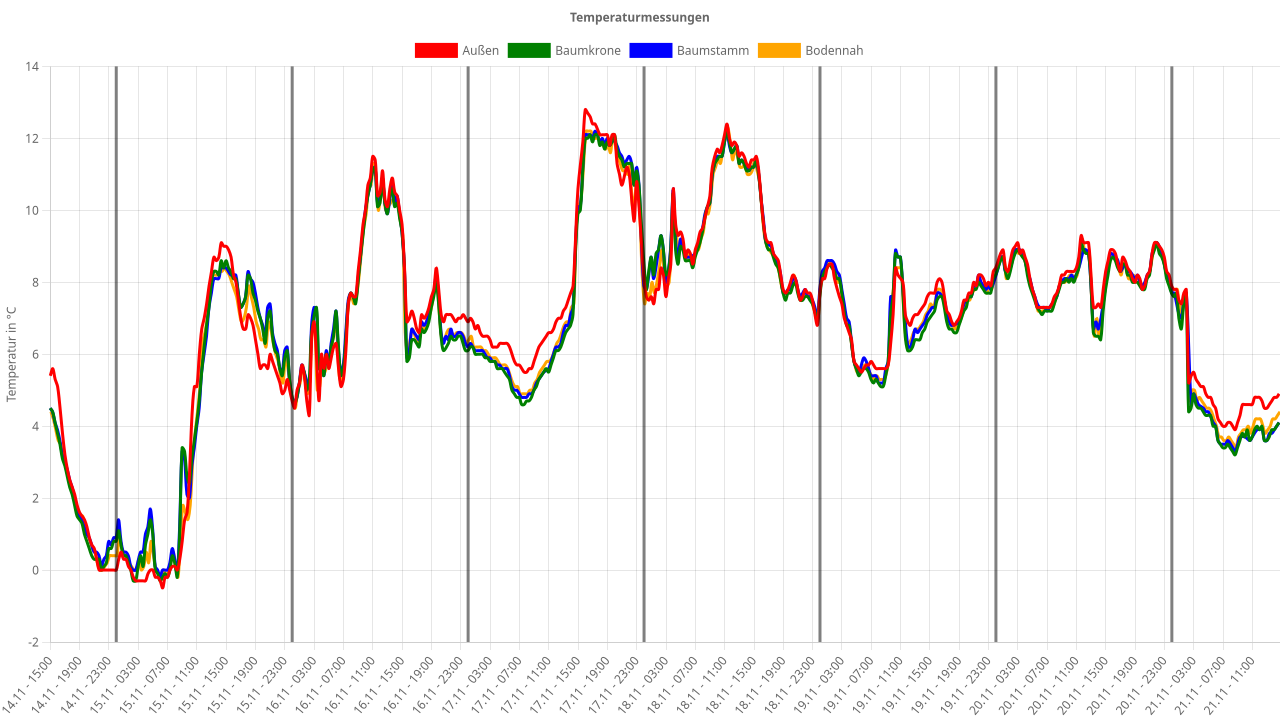 Temperaturmessungen
Außen Baumkrone Baumstamm Bodennah
Temperatur in °C
14
12
10
8
6
4
2
0
-2
14.11 - 15:00
14.11 - 19:00
14.11 - 23:00
15.11 - 03:00
15.11 - 07:00
15.11 - 11:00
15.11 - 15:00
15.11 - 19:00
15.11 - 23:00
16.11 - 03:00
16.11 - 07:00
16.11 - 11:00
16.11 - 15:00
16.11 - 19:00
16.11 - 23:00
17.11 - 03:00
17.11 - 07:00
17.11 - 11:00
17.11 - 15:00
17.11 - 19:00
17.11 - 23:00
18.11 - 03:00
18.11 - 07:00
18.11 - 11:00
18.11 - 15:00
18.11 - 19:00
18.11 - 23:00
19.11 - 03:00
19.11 - 07:00
19.11 - 11:00
19.11 - 15:00
19.11 - 19:00
19.11 - 23:00
20.11 - 03:00
20.11 - 07:00
20.11 - 11:00
20.11 - 15:00
20.11 - 19:00
20.11 - 23:00
21.11 - 03:00
21.11 - 07:00
21.11 - 11:00